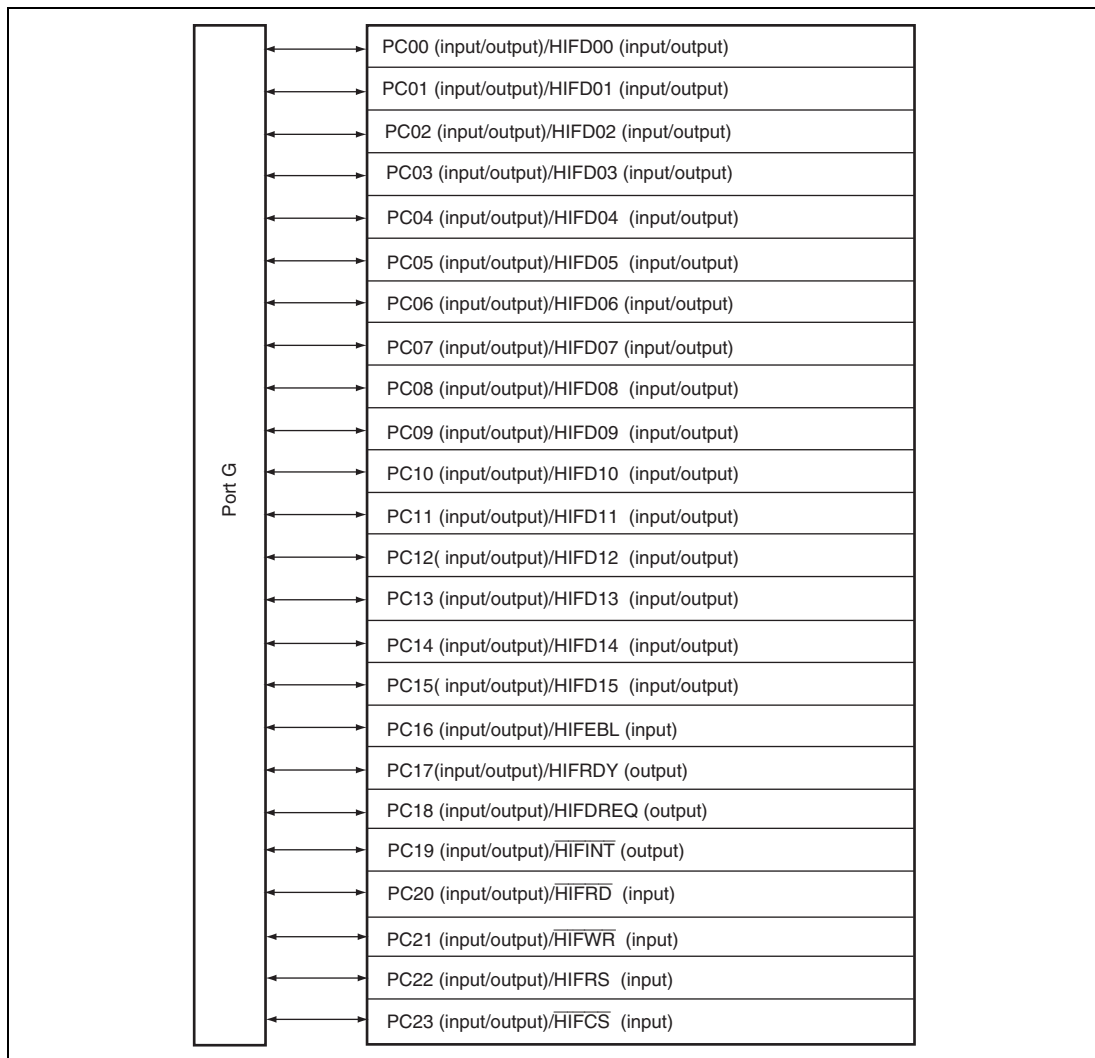 Port G
PC00 (input/output)/HIFD00 (input/output)
PC01 (input/output)/HIFD01 (input/output)
PC02 (input/output)/HIFD02 (input/output)
PC03 (input/output)/HIFD03 (input/output)
PC04 (input/output)/HIFD04 (input/output)
PC05 (input/output)/HIFD05 (input/output)
PC06 (input/output)/HIFD06 (input/output)
PC07 (input/output)/HIFD07 (input/output)
PC08 (input/output)/HIFD08 (input/output)
PC09 (input/output)/HIFD09 (input/output)
PC10 (input/output)/HIFD10 (input/output)
PC11 (input/output)/HIFD11 (input/output)
PC12( input/output)/HIFD12 (input/output)
PC13 (input/output)/HIFD13 (input/output)
PC14 (input/output)/HIFD14 (input/output)
PC15( input/output)/HIFD15 (input/output)
PC16 (input/output)/HIFEBL (input)
PC17(input/output)/HIFRDY (output)
PC18 (input/output)/HIFDREQ (output)
PC19 (input/output)/H̅I̅F̅I̅N̅T̅ (output)
PC20 (input/output)/H̅I̅F̅R̅D̅ (input)
PC21 (input/output)/H̅I̅F̅W̅R̅ (input)
PC22 (input/output)/HIFRS (input)
PC23 (input/output)/H̅I̅F̅C̅S̅ (input)